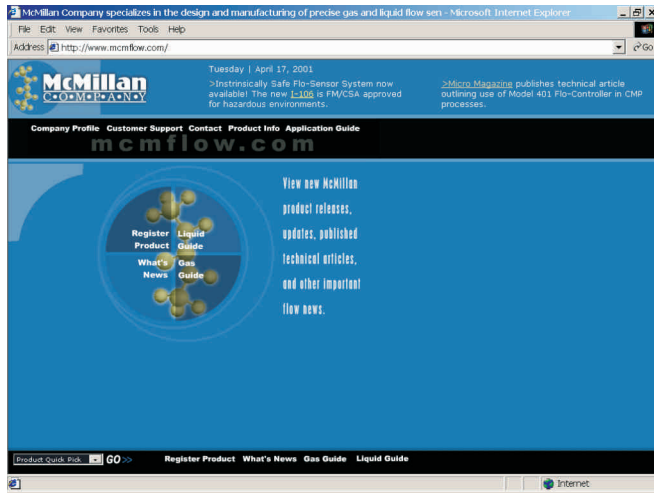 McMillan Company specializes in the design and manufacturing of precise gas and liquid flow sen - Microsoft Internet Explorer
File Edit View Favorites Tools Help
Address http://www.mcmflow.com/ Go
McMillan
C•O•M•P•A•N•Y
Tuesday | April 17, 2001
>Instrinsically Safe Flo-Sensor System now
available! The new I-106 is FM/CSA approved
for hazardous environments.
>Micro Magazine publishes technical article
outlining use of Model 401 Flo-Controller in CMP
processes.
Company Profile Customer Support Contact Product Info Application Guide
mcmflow.com
Register Product
Liquid Guide
What's News
Gas Guide
View new McMillan
product releases,
updates, published
technical articles,
and other important
flow news.
Product Quick Pick GO >> Register Product What's News Gas Guide Liquid Guide
Internet